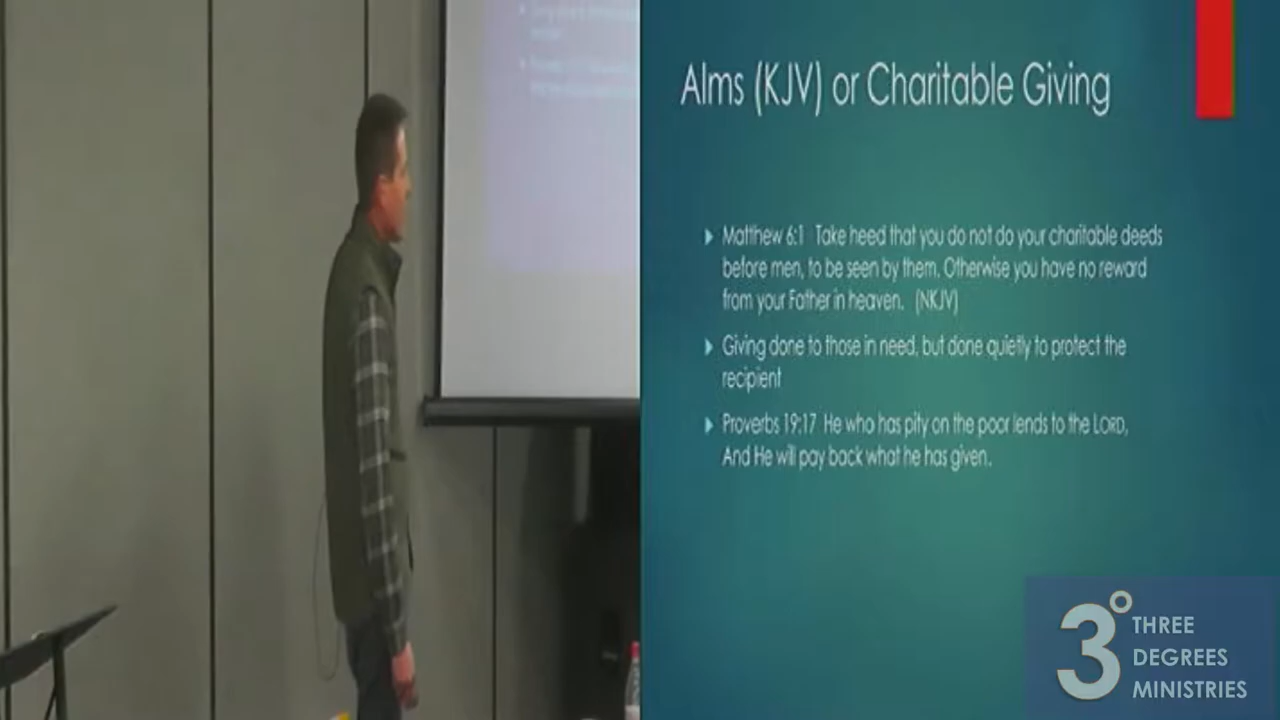 Alms (KJV) or Charitable Giving
Matthew 6:1 Take heed that you do not do your charitable deeds
before men, to be seen by them. Otherwise you have no reward
from your Father in heaven. (NKJV)
Giving done to those in need, but done quietly to protect the
recipient
Proverbs 19:17 He who has pity on the poor lends to the LORD,
And He will pay back what he has given.
3°
THREE
DEGREES
MINISTRIES